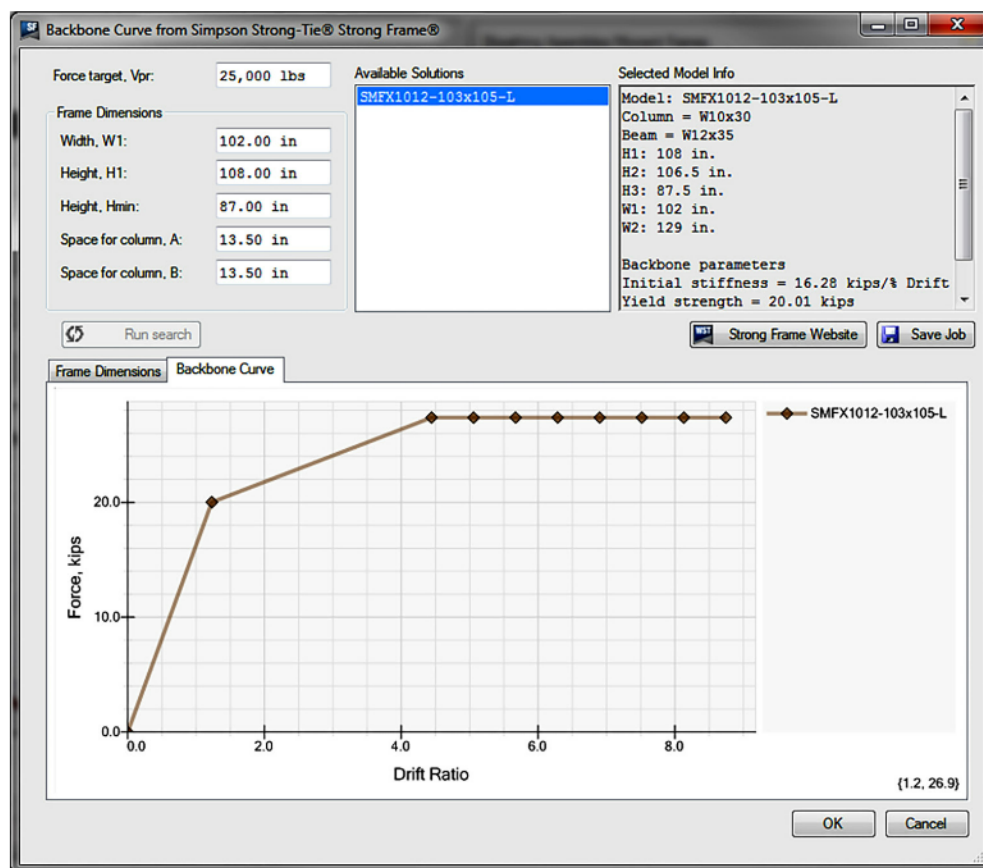 SF Backbone Curve from Simpson Strong-Tie® Strong Frame®
Force target, Vpr: 25,000 lbs
Frame Dimensions
Width, W1: 102.00 in
Height, H1: 108.00 in
Height, Hmin: 87.00 in
Space for column, A: 13.50 in
Space for column, B: 13.50 in
Run search
Available Solutions
SMFX1012-103x105-L
Selected Model Info
Model: SMFX1012-103x105-L
Column = W10x30
Beam = W12x35
H1: 108 in.
H2: 106.5 in.
H3: 87.5 in.
W1: 102 in.
W2: 129 in.
Backbone parameters
Initial stiffness = 16.28 kips/% Drift
Yield strength = 20.01 kips
Strong Frame Website
Save Job
Frame Dimensions
Backbone Curve
SMFX1012-103x105-L
Force, kips
20.0
10.0
0.0
0.0 2.0 4.0 6.0 8.0
Drift Ratio
{1.2, 26.9}
OK
Cancel